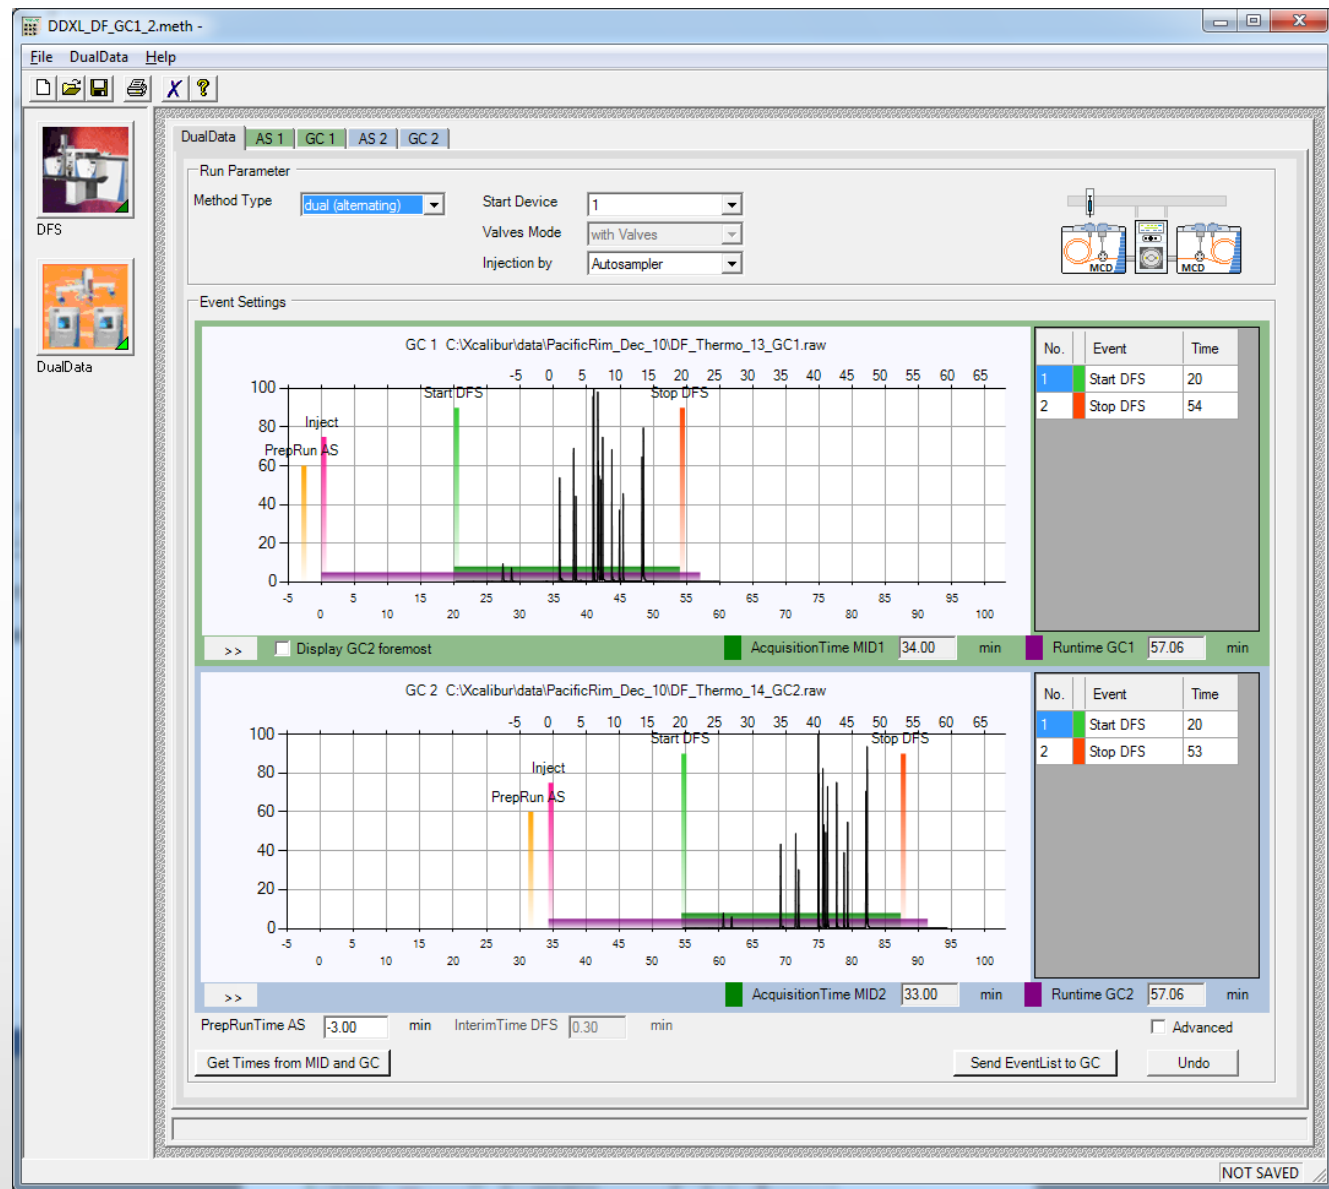 DDXL_DF_GC1_2.meth -
File DualData Help
DFS
DualData
DualData AS 1 GC 1 AS 2 GC 2
Run Parameter
Method Type dual (alternating) Start Device 1
Valves Mode with Valves
Injection by Autosampler
MCD MCD
Event Settings
GC 1 C:\Xcalibur\data\PacificRim_Dec_10\DF_Thermo_13_GC1.raw
-5 0 5 10 15 20 25 30 35 40 45 50 55 60 65
100 80 60 40 20 0
Start DFS Stop DFS
Inject
PrepRun AS
-5 5 15 25 35 45 55 65 75 85 95
0 10 20 30 40 50 60 70 80 90 100
No. Event Time
1 Start DFS 20
2 Stop DFS 54
>> Display GC2 foremost AcquisitionTime MID1 34.00 min Runtime GC1 57.06 min
GC 2 C:\Xcalibur\data\PacificRim_Dec_10\DF_Thermo_14_GC2.raw
-5 0 5 10 15 20 25 30 35 40 45 50 55 60 65
100 80 60 40 20 0
Start DFS Stop DFS
Inject
PrepRun AS
-5 5 15 25 35 45 55 65 75 85 95
0 10 20 30 40 50 60 70 80 90 100
No. Event Time
1 Start DFS 20
2 Stop DFS 53
>> AcquisitionTime MID2 33.00 min Runtime GC2 57.06 min
PrepRunTime AS -3.00 min InterimTime DFS 0.30 min Advanced
Get Times from MID and GC Send EventList to GC Undo
NOT SAVED